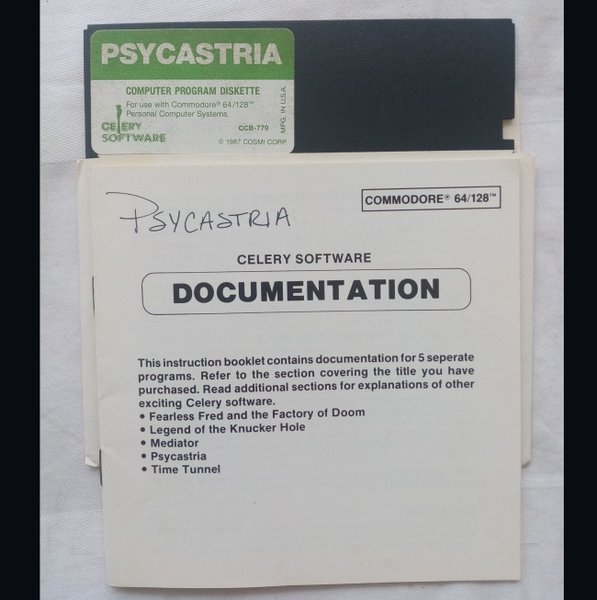 PSYCASTRIA
COMPUTER PROGRAM DISKETTE
For use with Commodore® 64/128™
Personal Computer Systems.
CELERY
SOFTWARE
CCB-770
© 1987 COSMI CORP.
MFG. IN U.S.A.
PSYCASTRIA
COMMODORE® 64/128™
CELERY SOFTWARE
DOCUMENTATION
This instruction booklet contains documentation for 5 seperate
programs. Refer to the section covering the title you have
purchased. Read additional sections for explanations of other
exciting Celery software.
• Fearless Fred and the Factory of Doom
• Legend of the Knucker Hole
• Mediator
• Psycastria
• Time Tunnel